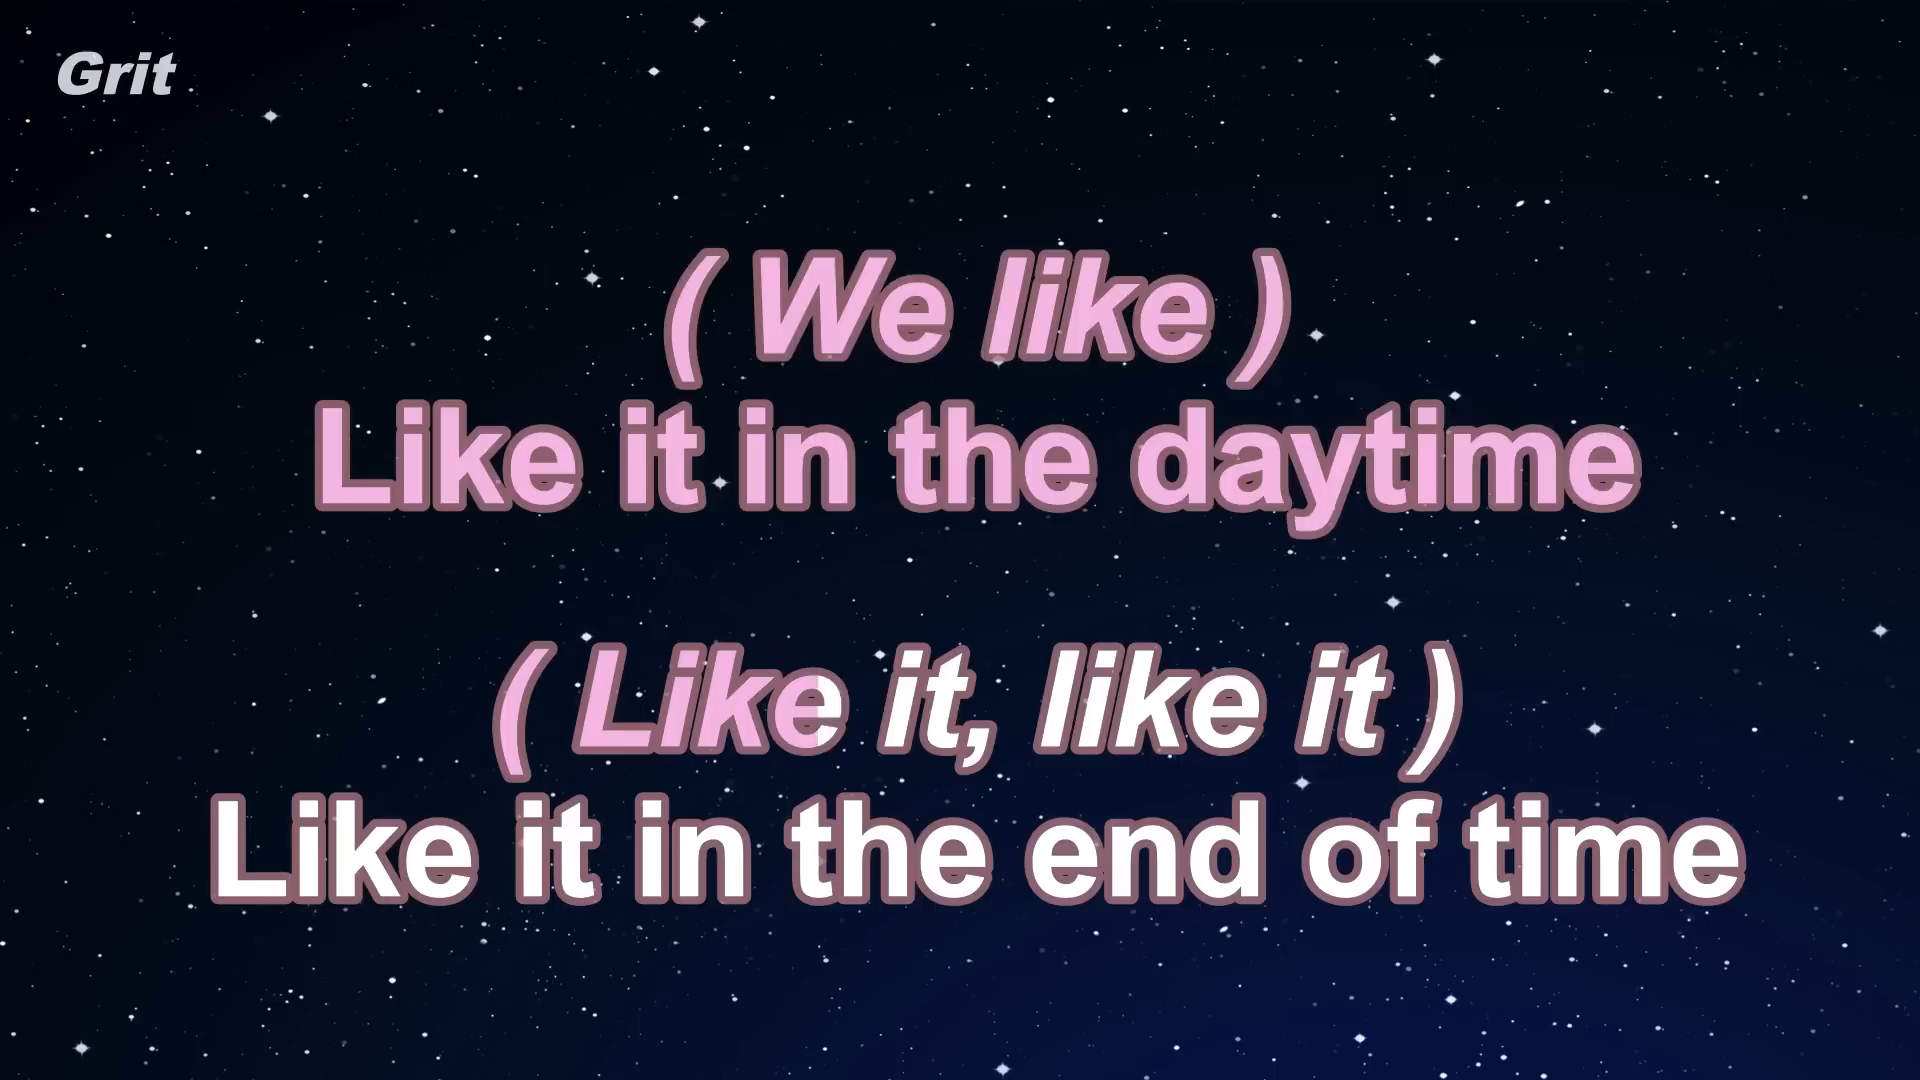 Grit
( We like )
Like it in the daytime
( Like it, like it )
Like it in the end of time